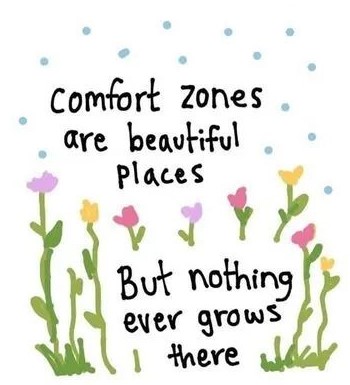 Comfort Zones
are beautiful
places
But nothing
ever grows
there